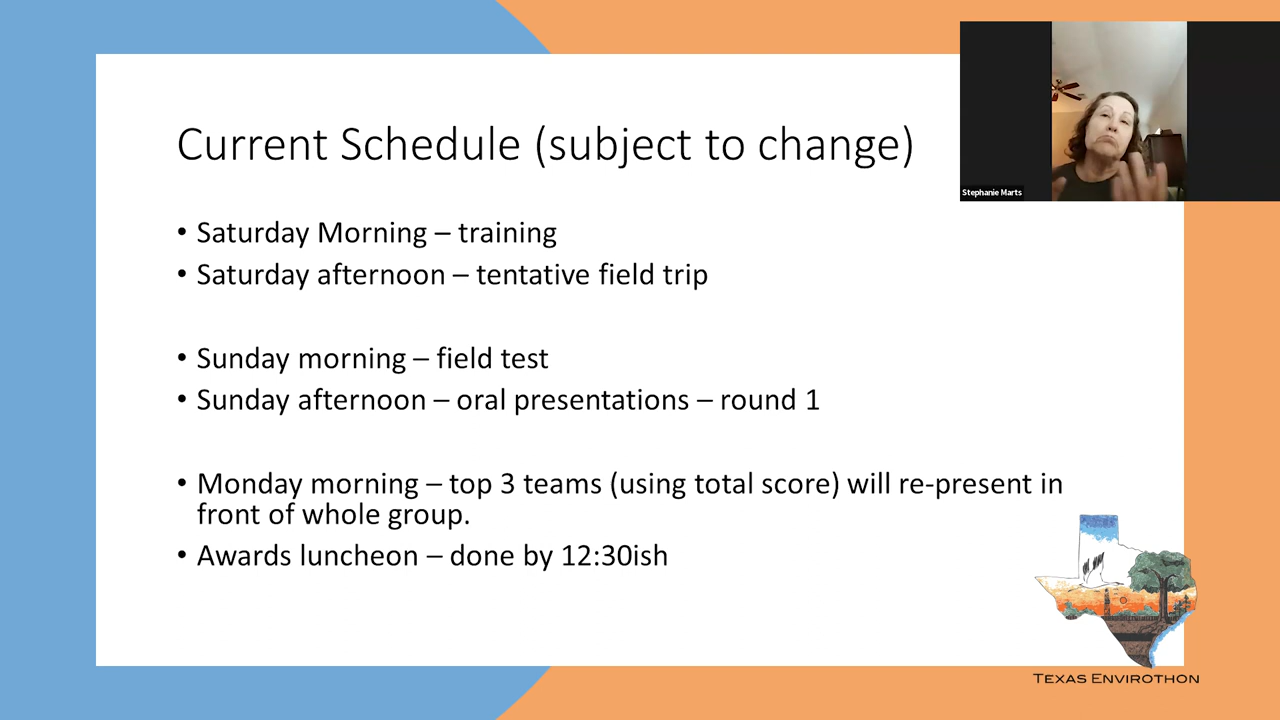 Current Schedule (subject to change)
Stephanie Marts
• Saturday Morning – training
• Saturday afternoon – tentative field trip
• Sunday morning – field test
• Sunday afternoon – oral presentations – round 1
• Monday morning – top 3 teams (using total score) will re-present in
front of whole group.
• Awards luncheon – done by 12:30ish
TEXAS ENVIROTHON